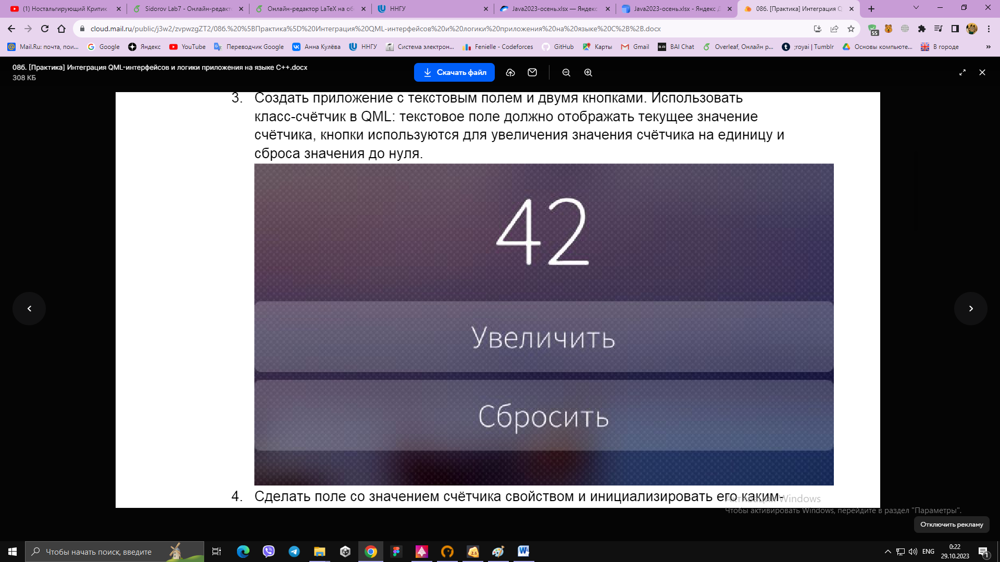 (1) Ностальгирующий Критик
Sidorov Lab7 - Онлайн-редакт
Онлайн-редактор LaTeX на об
ННГУ
Java2023-осень.xlsx — Яндекс
Java2023-осень.xlsx - Яндекс Д
08б. [Практика] Интеграция Q
cloud.mail.ru/public/j3w2/zvpwzgZT2/08б.%20%5BПрактика%5D%20Интеграция%20QML-интерфейсов%20и%20логики%20приложения%20на%20языке%20C%2B%2B.docx
55
Mail.Ru: почта, пои...
Google
Яндекс
YouTube
Переводчик Google
Анна Кулёва
ННГУ
Система электрон...
Fenielle - Codeforces
GitHub
Карты
Gmail
BAI Chat
Overleaf, Онлайн р...
;royai | Tumblr
Основы компьюте...
В городе
»
08б. [Практика] Интеграция QML-интерфейсов и логики приложения на языке C++.docx
308 КБ
Скачать файл
3. Создать приложение с текстовым полем и двумя кнопками. Использовать
класс-счётчик в QML: текстовое поле должно отображать текущее значение
счётчика, кнопки используются для увеличения значения счётчика на единицу и
сброса значения до нуля.
42
Увеличить
Сбросить
4. Сделать поле со значением счётчика свойством и инициализировать его каким-
Активация Windows
Чтобы активировать Windows, перейдите в раздел "Параметры".
Отключить рекламу
Чтобы начать поиск, введите
2.6
ENG
0:22
29.10.2023
1